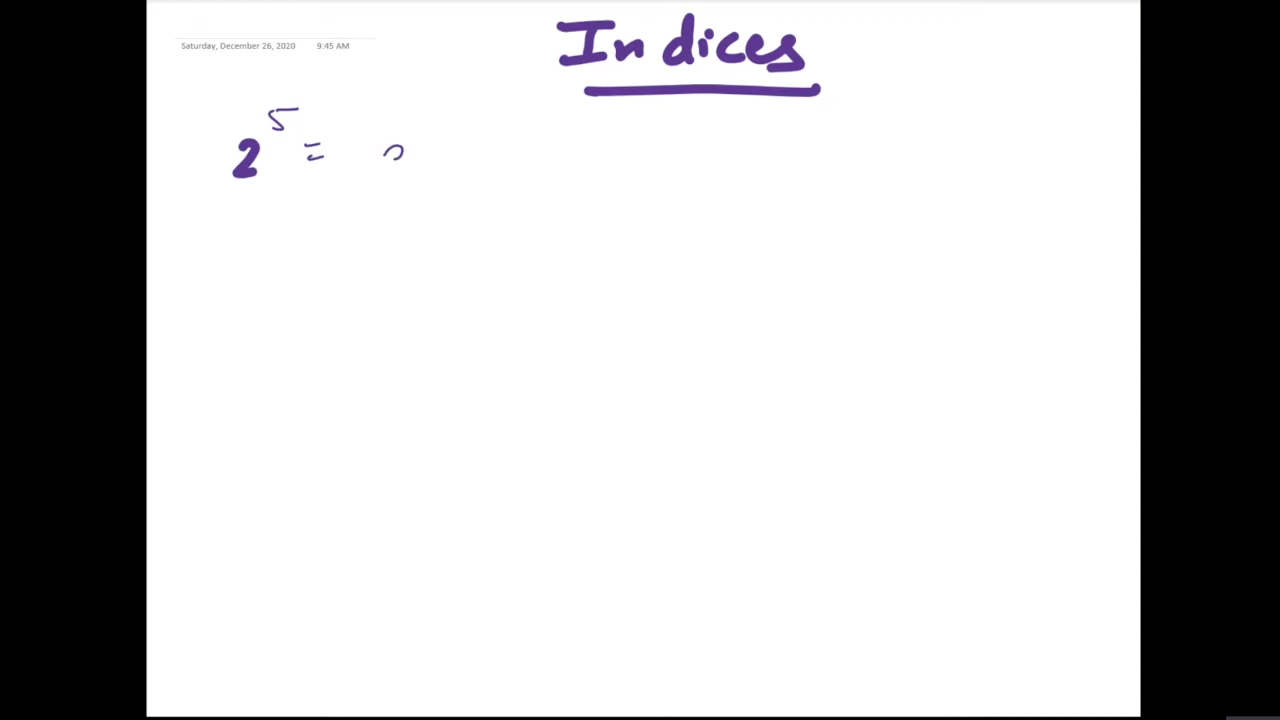 Indices
Saturday, December 26, 2020 9:45 AM
2⁵ =